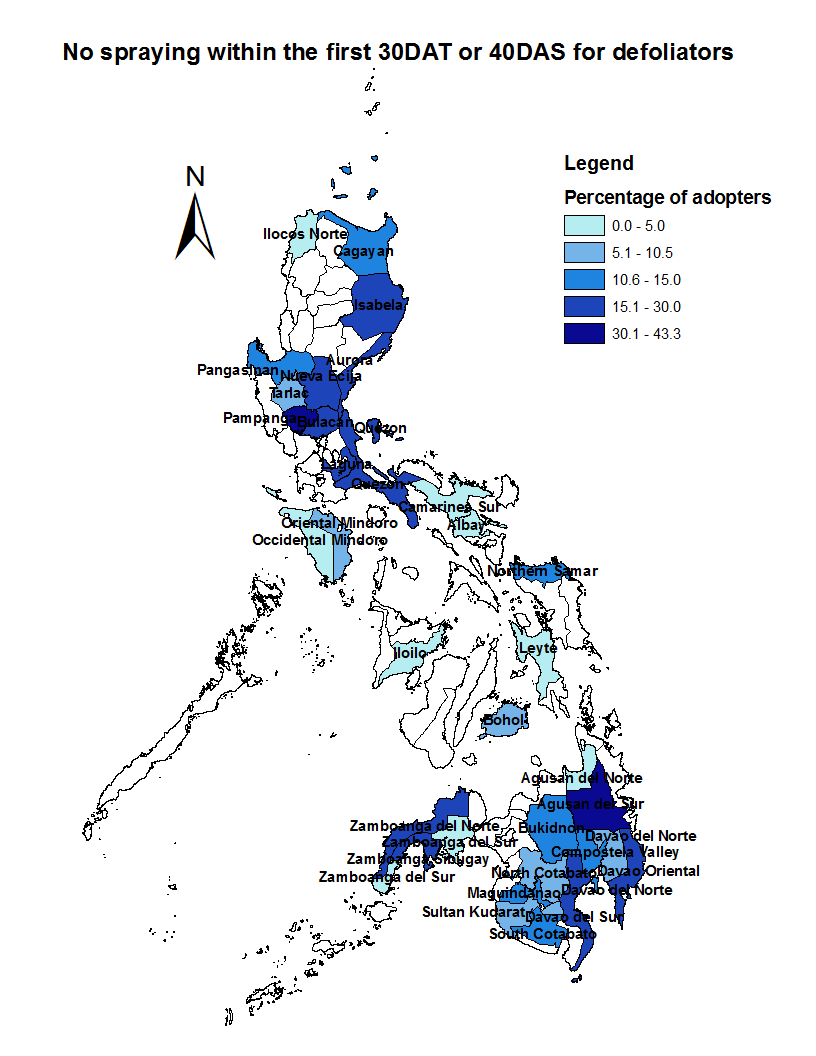 No spraying within the first 30DAT or 40DAS for defoliators
N
Legend
Percentage of adopters
0.0 - 5.0
5.1 - 10.5
10.6 - 15.0
15.1 - 30.0
30.1 - 43.3
Ilocos Norte
Cagayan
Isabela
Aurora
Pangasinan
Nueva Ecija
Tarlac
Pampanga
Bulacan
Quezon
Laguna
Quezon
Camarines Sur
Oriental Mindoro
Albay
Occidental Mindoro
Northern Samar
Iloilo
Leyte
Bohol
Agusan del Norte
Agusan del Sur
Zamboanga del Norte
Bukidnon
Davao del Norte
Zamboanga del Sur
Compostela Valley
Zamboanga Sibugay
North Cotabato
Davao Oriental
Zamboanga del Sur
Maguindanao
Davao del Norte
Sultan Kudarat
Davao del Sur
South Cotabato